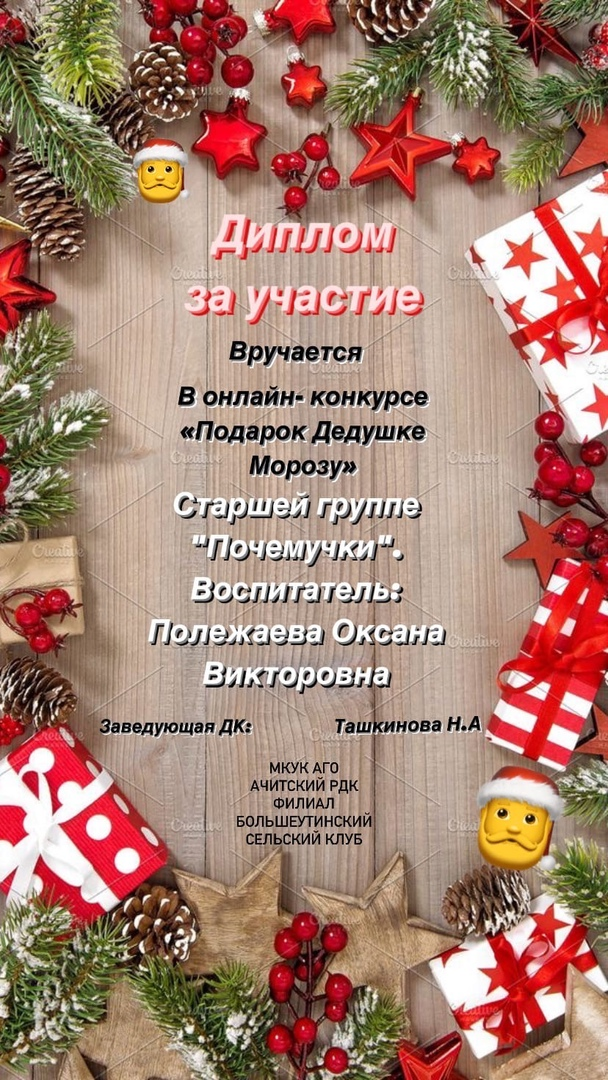 Диплом
за участие
Вручается
В онлайн- конкурсе
«Подарок Дедушке
Морозу»
Старшей группе
"Почемучки".
Воспитатель:
Полежаева Оксана
Викторовна
Заведующая ДК: Ташкинова Н.А
МКУК АГО
АЧИТСКИЙ РДК
ФИЛИАЛ
БОЛЬШЕУТИНСКИЙ
СЕЛЬСКИЙ КЛУБ